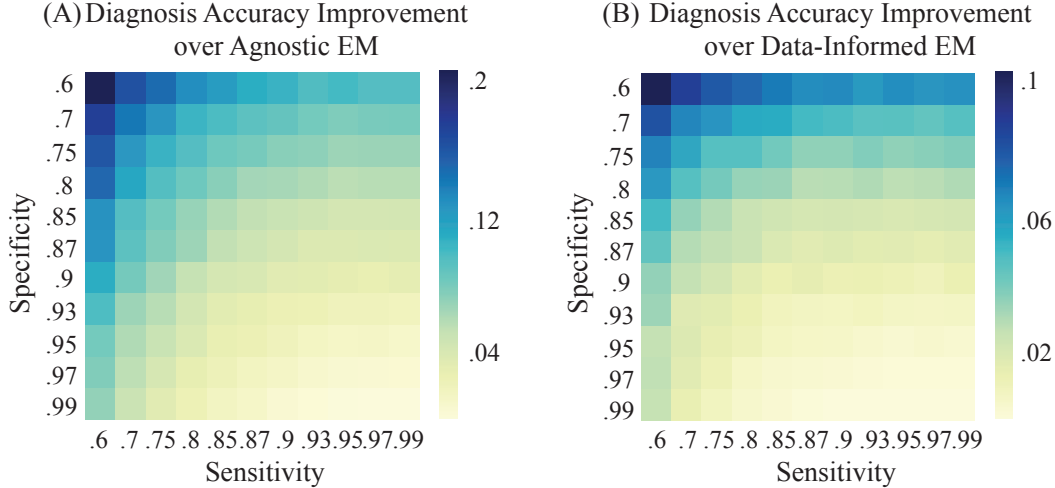 (A) Diagnosis Accuracy Improvement
over Agnostic EM
.6
.7
.75
.8
.85
.87
.9
.93
.95
.97
.99
Specificity
.6 .7 .75 .8 .85 .87 .9 .93 .95 .97 .99
Sensitivity
.2
.12
.04
(B) Diagnosis Accuracy Improvement
over Data-Informed EM
.6
.7
.75
.8
.85
.87
.9
.93
.95
.97
.99
Specificity
.6 .7 .75 .8 .85 .87 .9 .93 .95 .97 .99
Sensitivity
.1
.06
.02